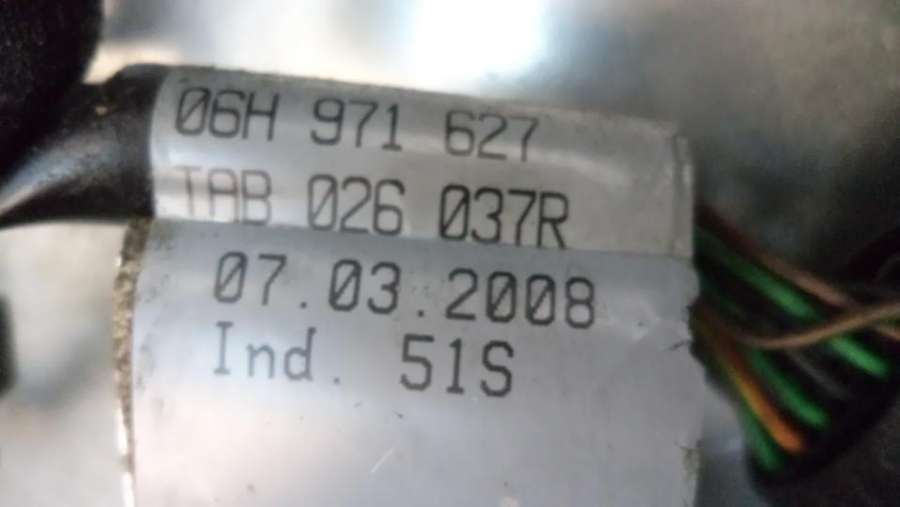 06H 971 627
TAB 026 037R
07.03.2008
Ind. 51S